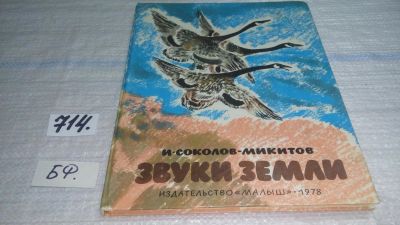 714.
БФ.
И·СОКОЛОВ-МИКИТОВ
ЗВУКИ ЗЕМЛИ
ИЗДАТЕЛЬСТВО «МАЛЫШ» · 1978